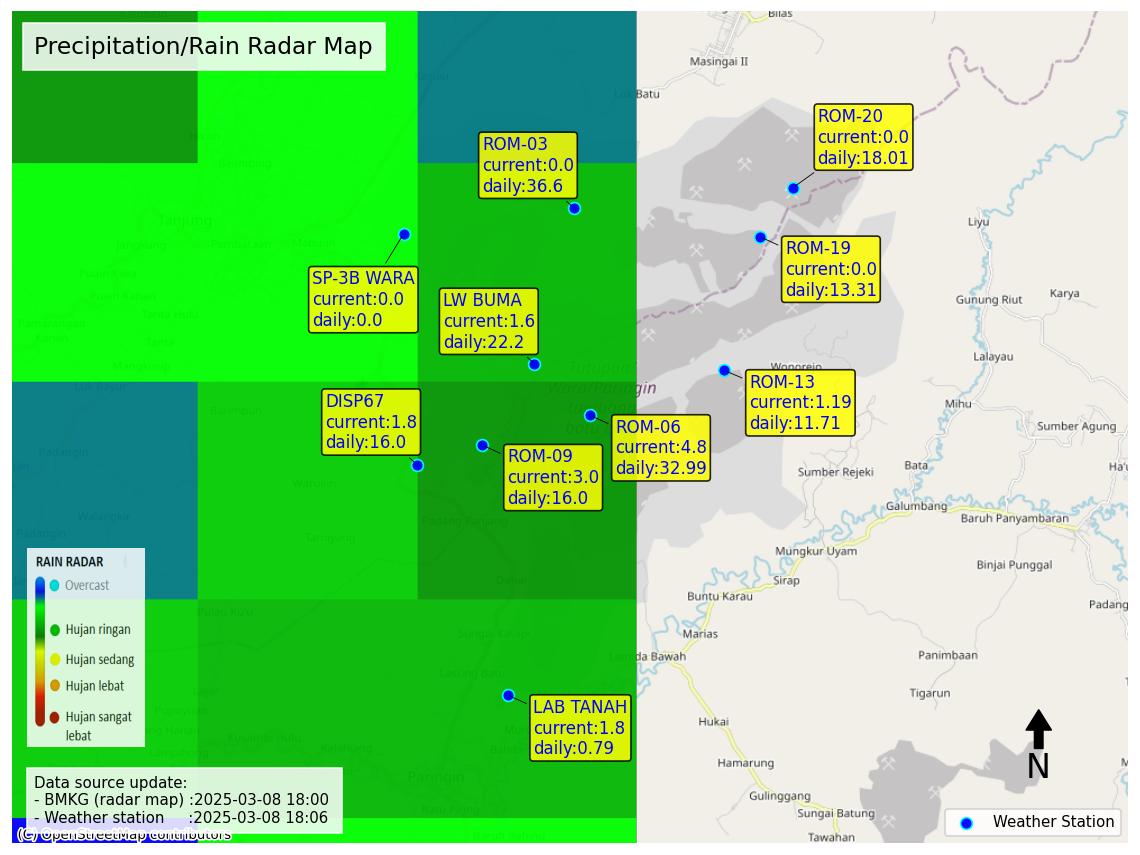 Precipitation/Rain Radar Map
Bilas
Masingai II
Lok Batu
ROM-20
current:0.0
daily:18.01
ROM-03
current:0.0
daily:36.6
Tanjung
Liyu
ROM-19
current:0.0
daily:13.31
SP-3B WARA
current:0.0
daily:0.0
LW BUMA
current:1.6
daily:22.2
Gunung Riut
Karya
Lalayau
Wonorejo
ROM-13
current:1.19
daily:11.71
DISP67
current:1.8
daily:16.0
Mihu
ROM-06
current:4.8
daily:32.99
Sumber Agung
ROM-09
current:3.0
daily:16.0
Bata
Sumber Rejeki
Galumbang
Baruh Panyambaran
Mungkur Uyam
Binjai Punggal
Sirap
Buntu Karau
Padang
Marias
Panimbaan
Tigarun
RAIN RADAR
Overcast
Hujan ringan
Hujan sedang
Hujan lebat
Hujan sangat
lebat
LAB TANAH
current:1.8
daily:0.79
Hukai
Hamarung
Paringin
N
Gulinggang
Sungai Batung
Tawahan
Data source update:
- BMKG (radar map) :2025-03-08 18:00
- Weather station :2025-03-08 18:06
(C) OpenStreetMap contributors
Weather Station